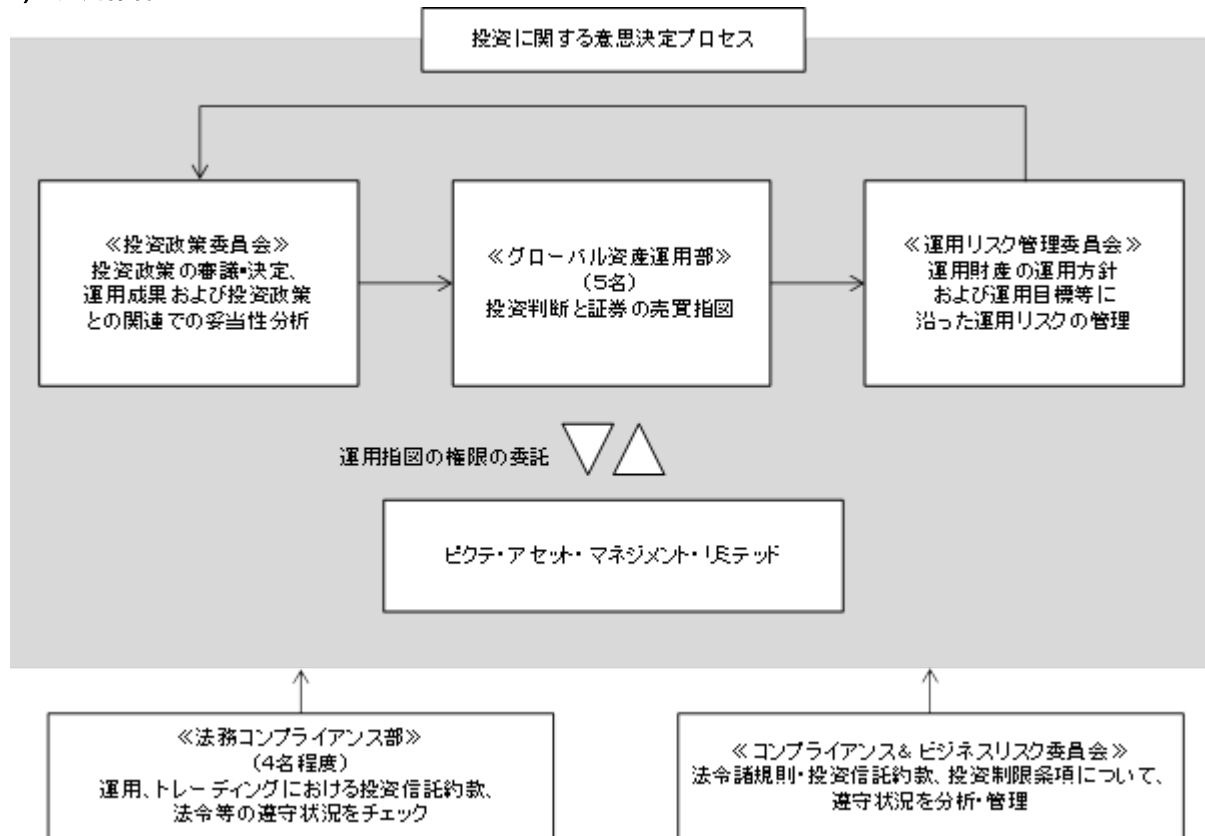 投資に関する意思決定プロセス
≪投資政策委員会≫
投資政策の審議・決定、
運用成果および投資政策
との関連での妥当性分析
≪グローバル資産運用部≫
(5名)
投資判断と証券の売買指図
≪運用リスク管理委員会≫
運用財産の運用方針
および運用目標等に
沿った運用リスクの管理
運用指図の権限の委託
ピクテ・アセット・マネジメント・リミテッド
≪法務コンプライアンス部≫
(4名程度)
運用、トレーディングにおける投資信託約款、
法令等の遵守状況をチェック
≪コンプライアンス& ビジネスリスク委員会≫
法令諸規則・投資信託約款、投資制限条項について、
遵守状況を分析・管理